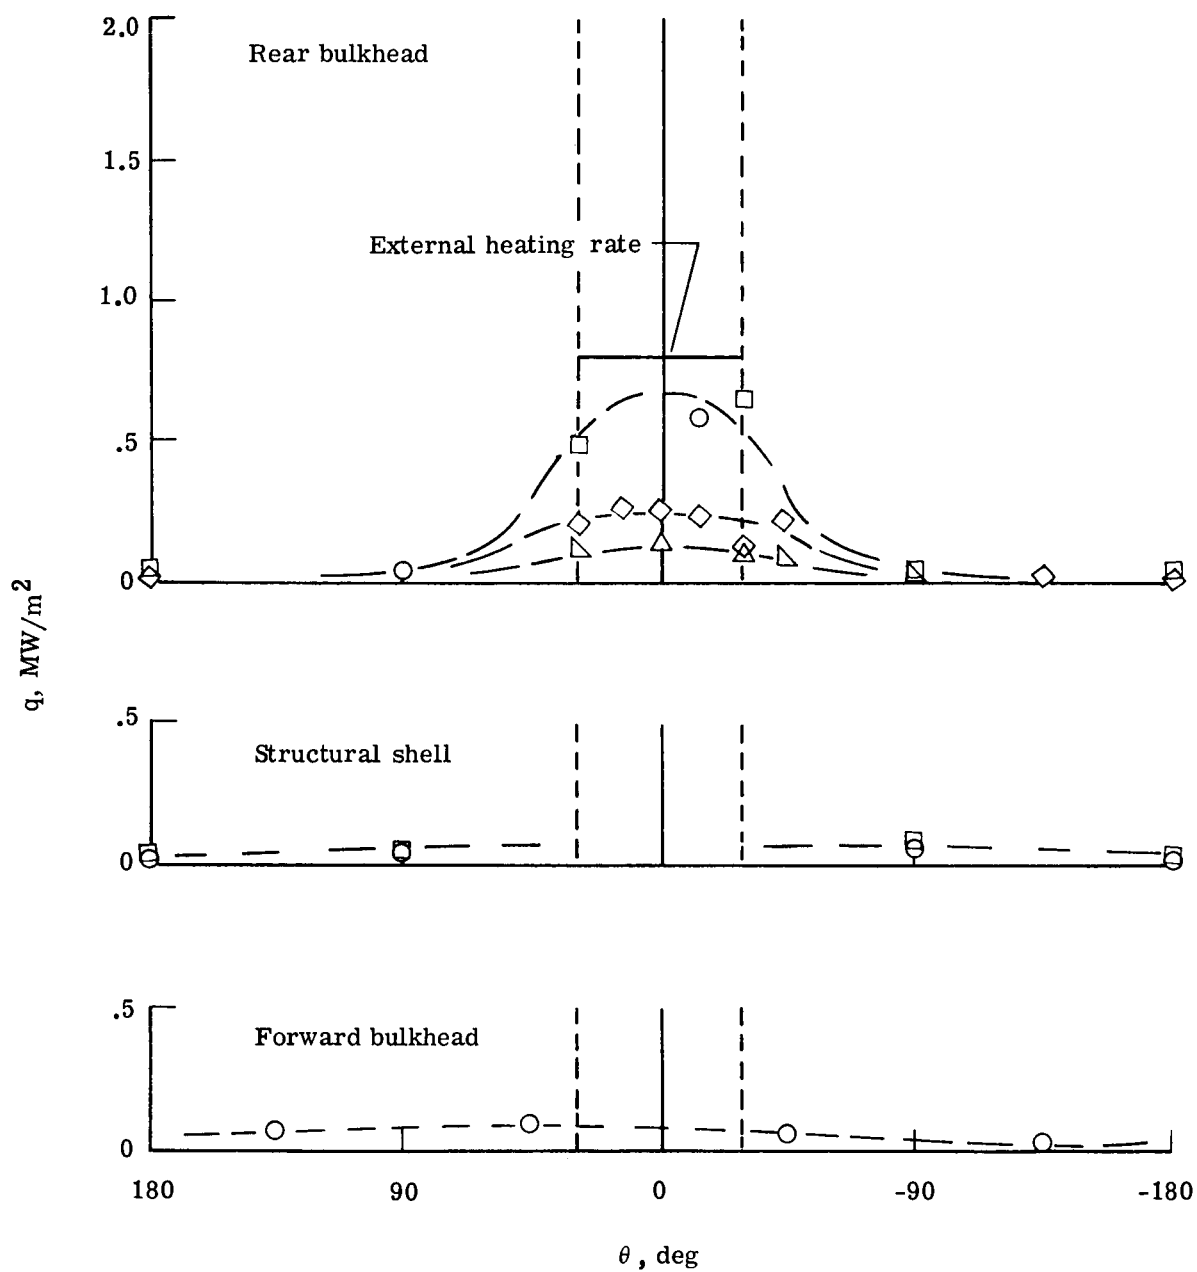 2.0
Rear bulkhead
1.5
External heating rate
1.0
.5
0
q, MW/m²
.5
Structural shell
0
.5
Forward bulkhead
0
180 90 0 -90 -180
θ, deg